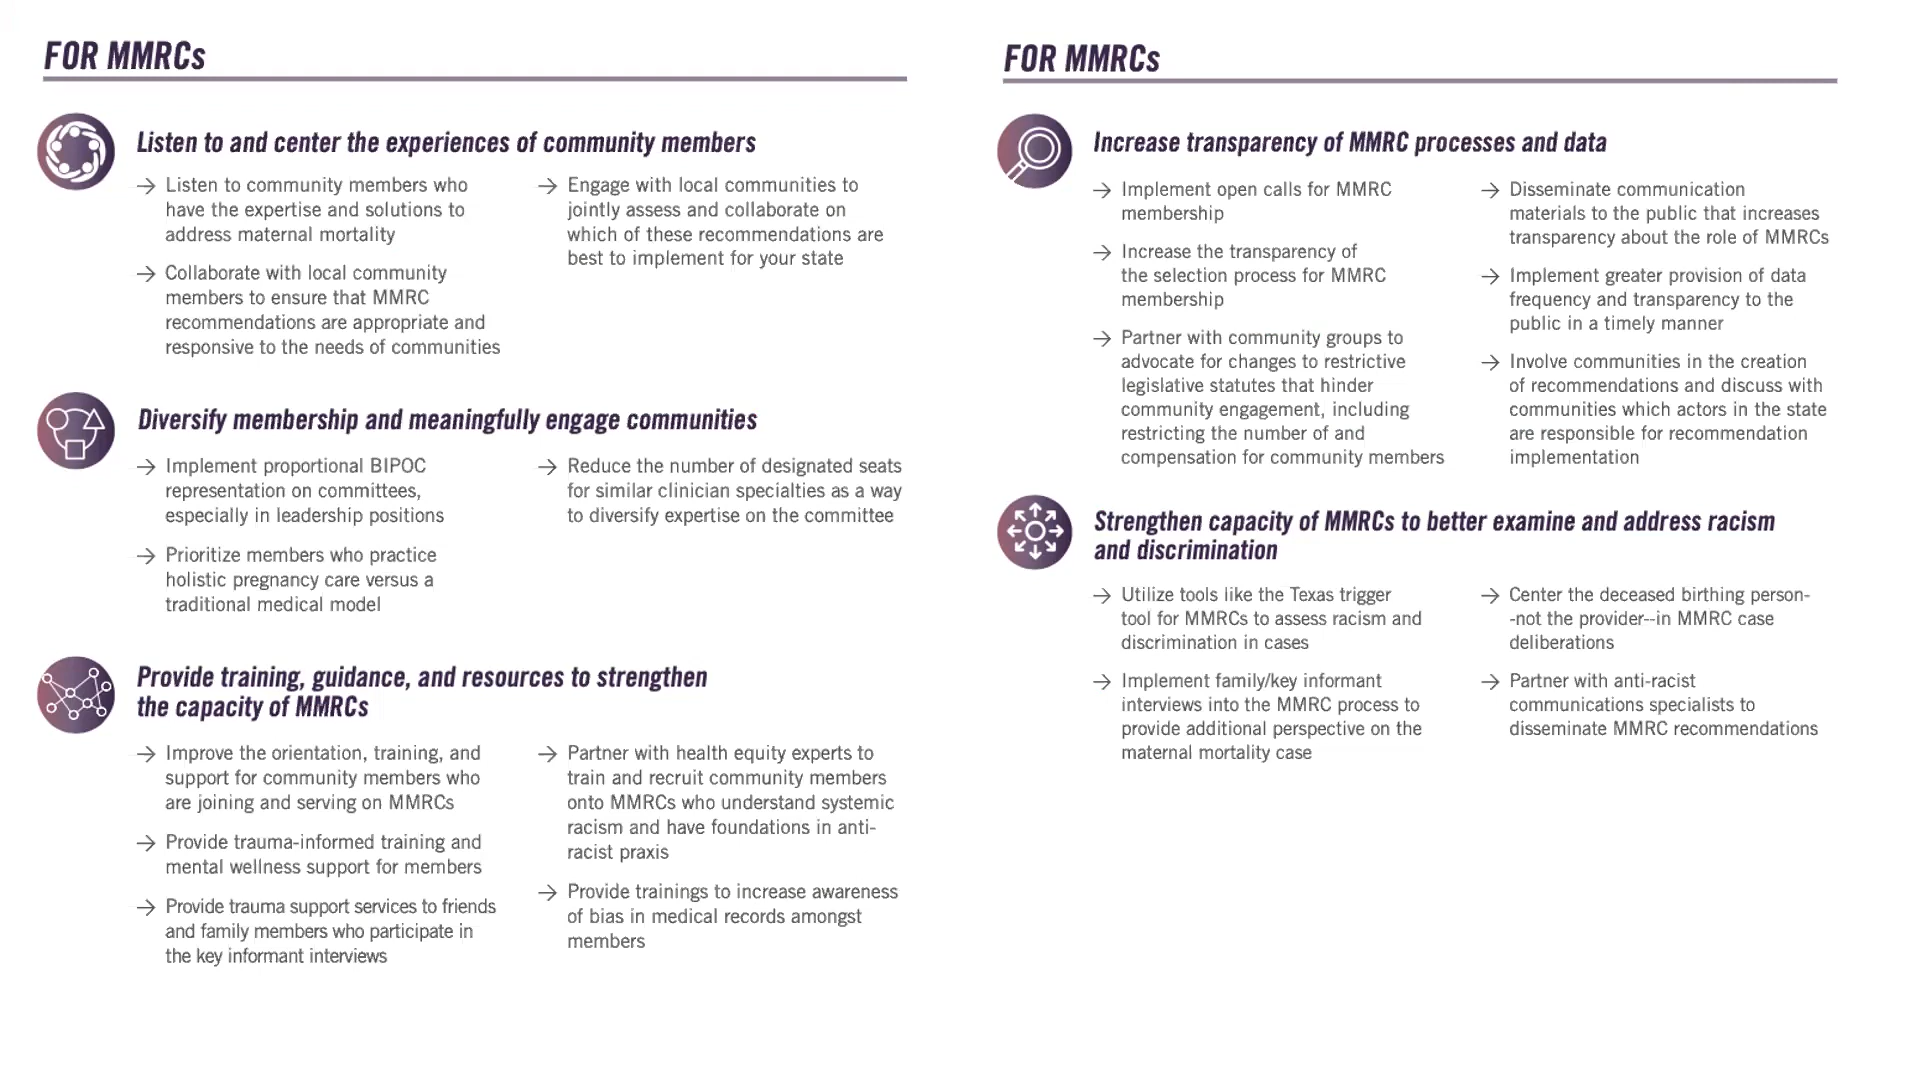 FOR MMRCs
Listen to and center the experiences of community members
→ Listen to community members who
have the expertise and solutions to
address maternal mortality
→ Collaborate with local community
members to ensure that MMRC
recommendations are appropriate and
responsive to the needs of communities
→ Engage with local communities to
jointly assess and collaborate on
which of these recommendations are
best to implement for your state
Diversify membership and meaningfully engage communities
→ Implement proportional BIPOC
representation on committees,
especially in leadership positions
→ Prioritize members who practice
holistic pregnancy care versus a
traditional medical model
→ Reduce the number of designated seats
for similar clinician specialties as a way
to diversify expertise on the committee
Provide training, guidance, and resources to strengthen
the capacity of MMRCs
→ Improve the orientation, training, and
support for community members who
are joining and serving on MMRCs
→ Provide trauma-informed training and
mental wellness support for members
→ Provide trauma support services to friends
and family members who participate in
the key informant interviews
→ Partner with health equity experts to
train and recruit community members
onto MMRCs who understand systemic
racism and have foundations in anti-
racist praxis
→ Provide trainings to increase awareness
of bias in medical records amongst
members
FOR MMRCs
Increase transparency of MMRC processes and data
→ Implement open calls for MMRC
membership
→ Increase the transparency of
the selection process for MMRC
membership
→ Partner with community groups to
advocate for changes to restrictive
legislative statutes that hinder
community engagement, including
restricting the number of and
compensation for community members
→ Disseminate communication
materials to the public that increases
transparency about the role of MMRCs
→ Implement greater provision of data
frequency and transparency to the
public in a timely manner
→ Involve communities in the creation
of recommendations and discuss with
communities which actors in the state
are responsible for recommendation
implementation
Strengthen capacity of MMRCs to better examine and address racism
and discrimination
→ Utilize tools like the Texas trigger
tool for MMRCs to assess racism and
discrimination in cases
→ Implement family/key informant
interviews into the MMRC process to
provide additional perspective on the
maternal mortality case
→ Center the deceased birthing person-
-not the provider--in MMRC case
deliberations
→ Partner with anti-racist
communications specialists to
disseminate MMRC recommendations